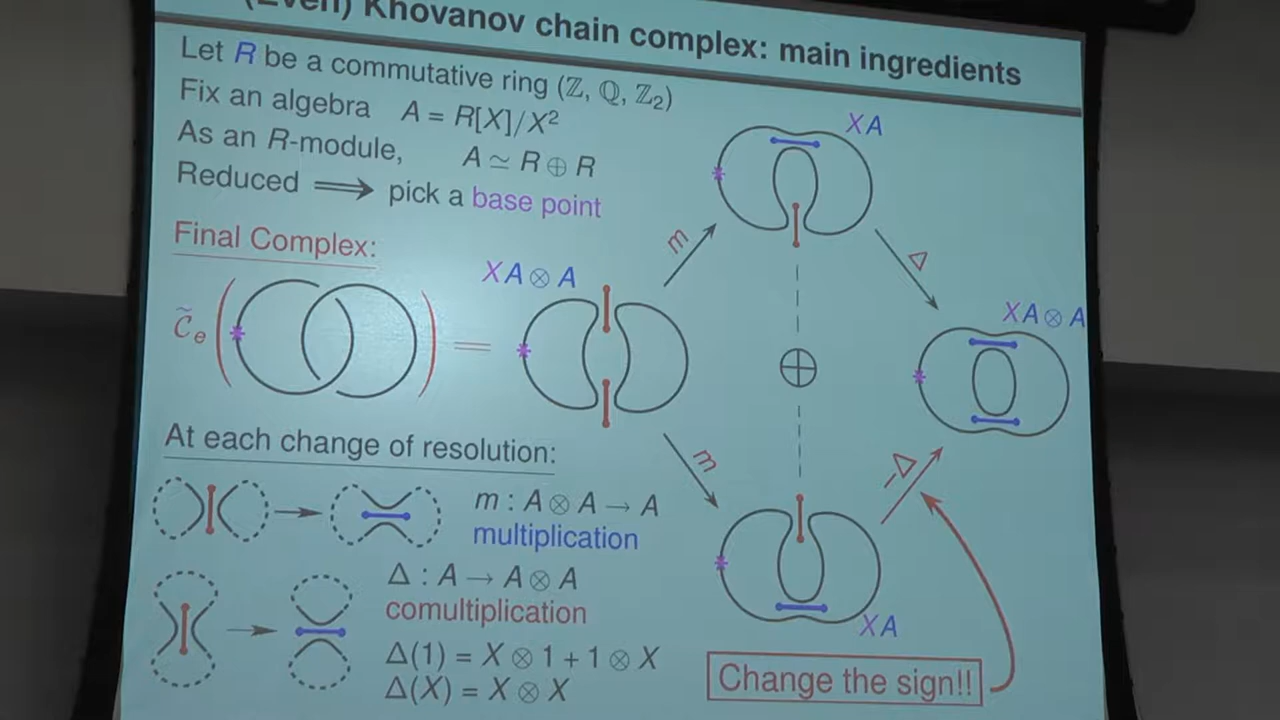 (Even) Khovanov chain complex: main ingredients
Let R be a commutative ring (ℤ, ℚ, ℤ₂)
Fix an algebra A = R[X]/X²
As an R-module, A ≃ R ⊕ R
Reduced ⟹ pick a base point
Final Complex:
C̃ₑ ( ) =
XA ⊗ A
m
XA
Δ
⊕
XA ⊗ A
m
-Δ
XA
Change the sign!!
At each change of resolution:
m : A ⊗ A → A
multiplication
Δ : A → A ⊗ A
comultiplication
Δ(1) = X ⊗ 1 + 1 ⊗ X
Δ(X) = X ⊗ X